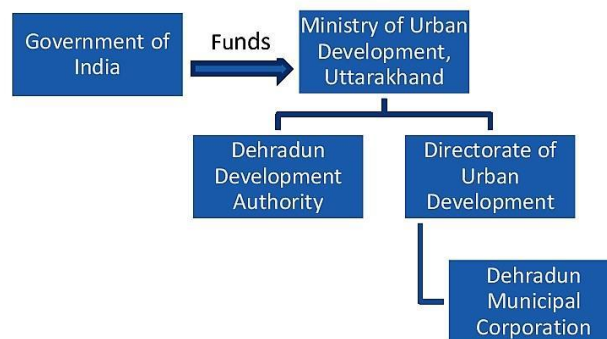 Government of
India
Funds
Ministry of Urban
Development,
Uttarakhand
Dehradun
Development
Authority
Directorate of
Urban
Development
Dehradun
Municipal
Corporation